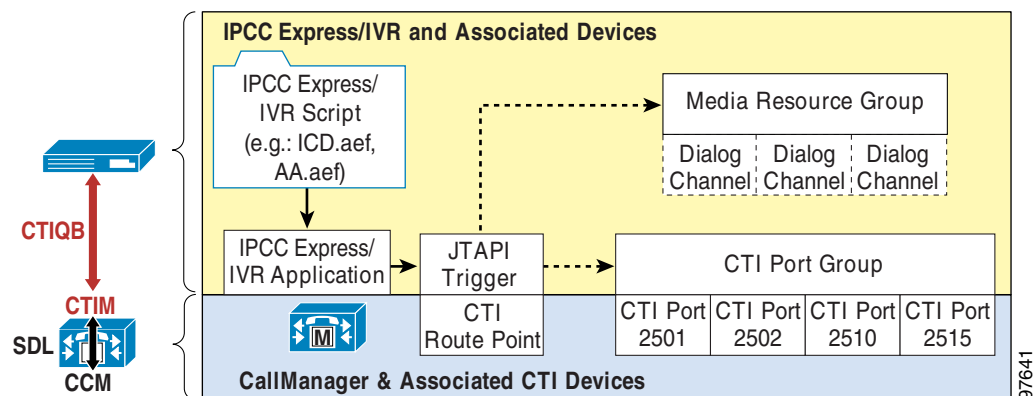 IPCC Express/IVR and Associated Devices
IPCC Express/
IVR Script
(e.g.: ICD.aef,
AA.aef)
Media Resource Group
Dialog
Channel
Dialog
Channel
Dialog
Channel
CTIQB
IPCC Express/
IVR Application
JTAPI
Trigger
CTI Port Group
CTIM
SDL
CCM
M
CTI
Route Point
CTI Port
2501
CTI Port
2502
CTI Port
2510
CTI Port
2515
CallManager & Associated CTI Devices
97641